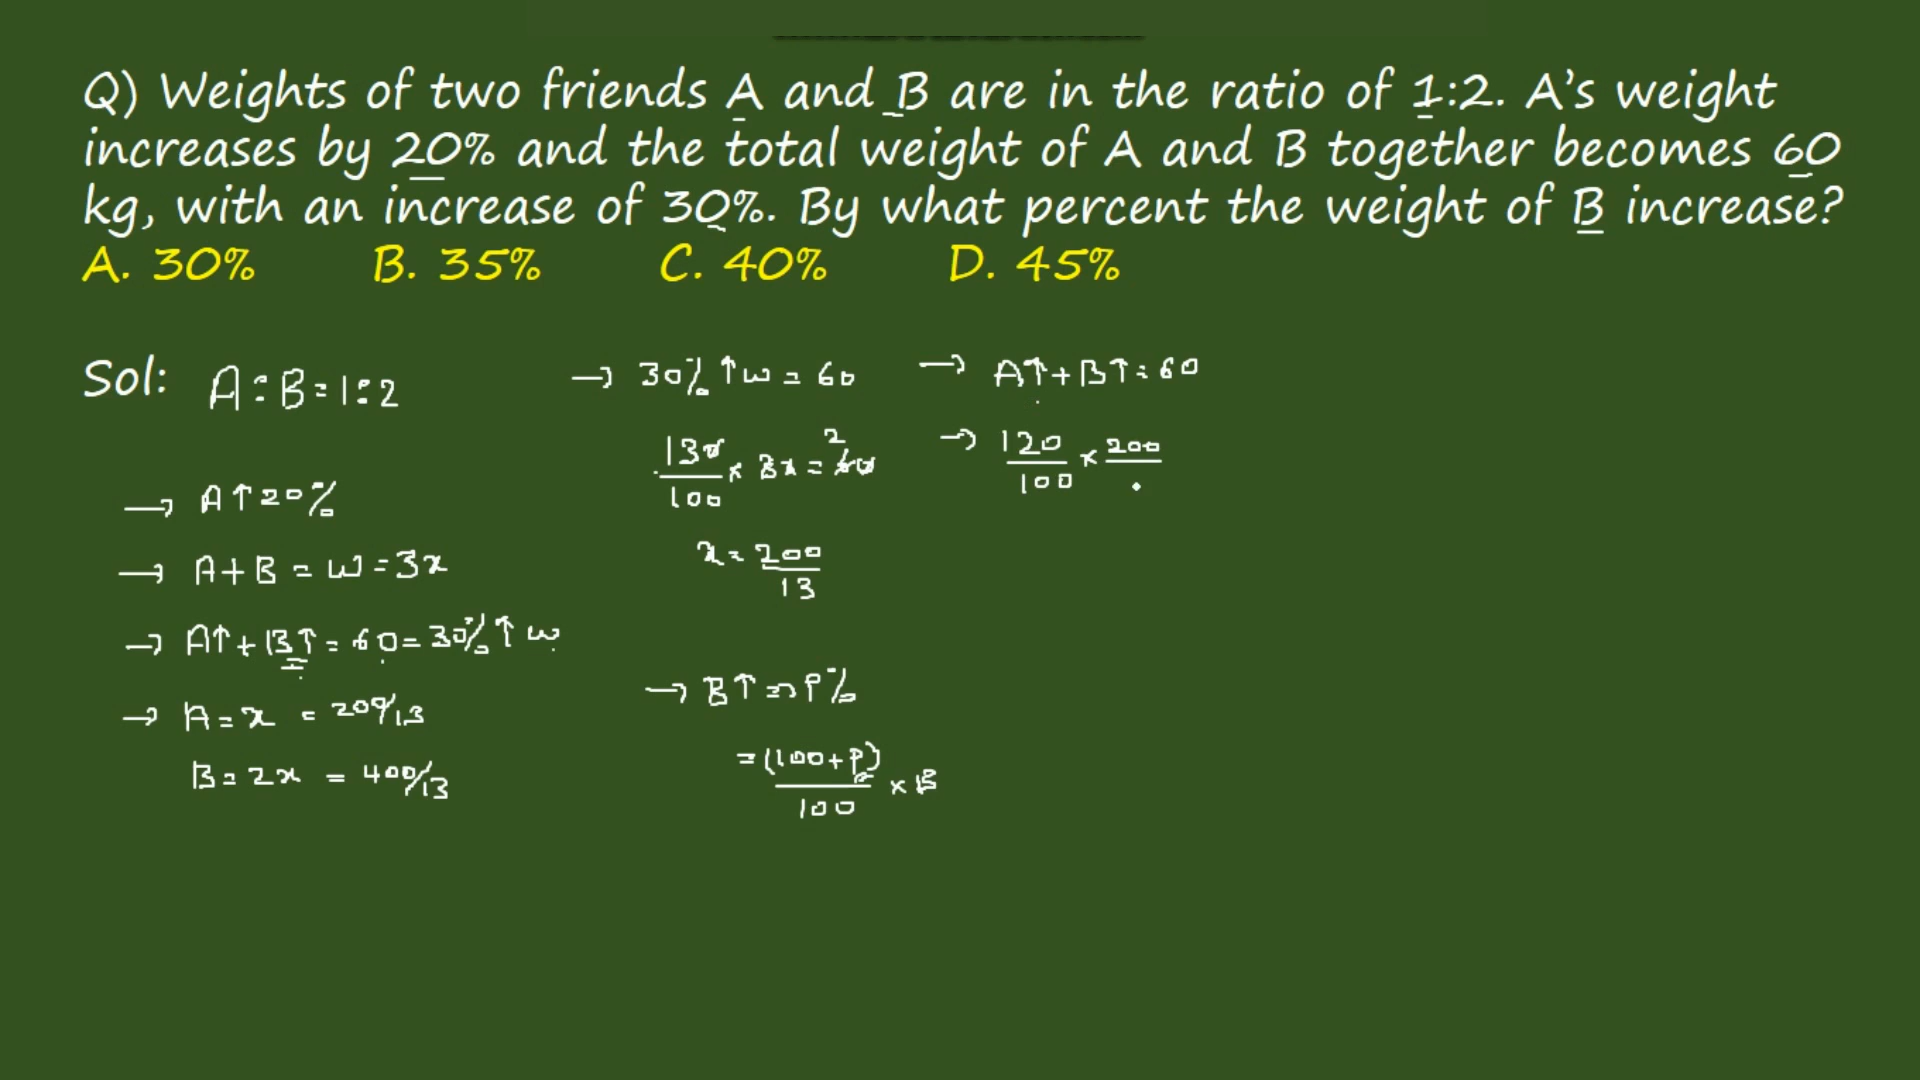 Q) Weights of two friends A and B are in the ratio of 1:2. A's weight
increases by 20% and the total weight of A and B together becomes 60
kg, with an increase of 30%. By what percent the weight of B increase?
A. 30% B. 35% C. 40% D. 45%
Sol: A:B=1:2
→ A↑20%
→ A+B = W = 3x
→ A↑+B↑ = 60 = 30%↑ W
→ A = x = 200/13
B = 2x = 400/13
→ 30%↑W = 60
130/100 × 3x = 60 2
x = 200/13
→ B↑ ⇒ P%
= (100+P)/100 × B
→ A↑+B↑ = 60
→ 120/100 × 200/